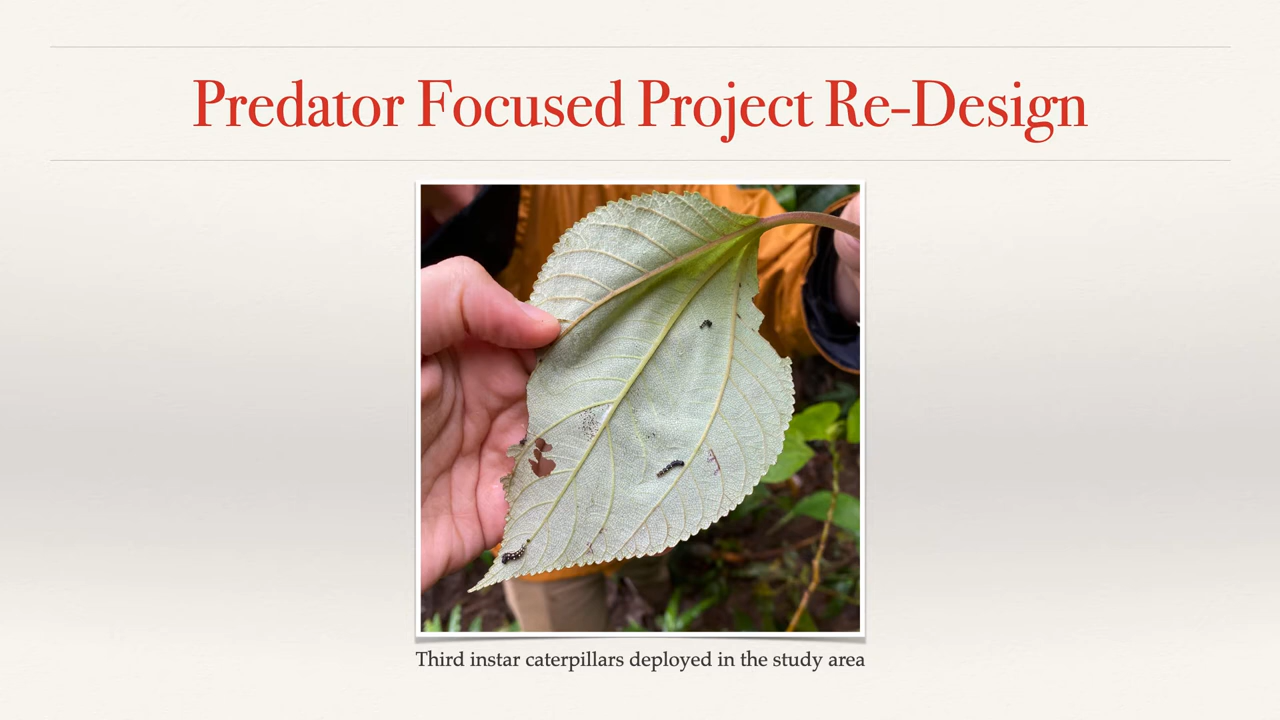 Predator Focused Project Re-Design
Third instar caterpillars deployed in the study area